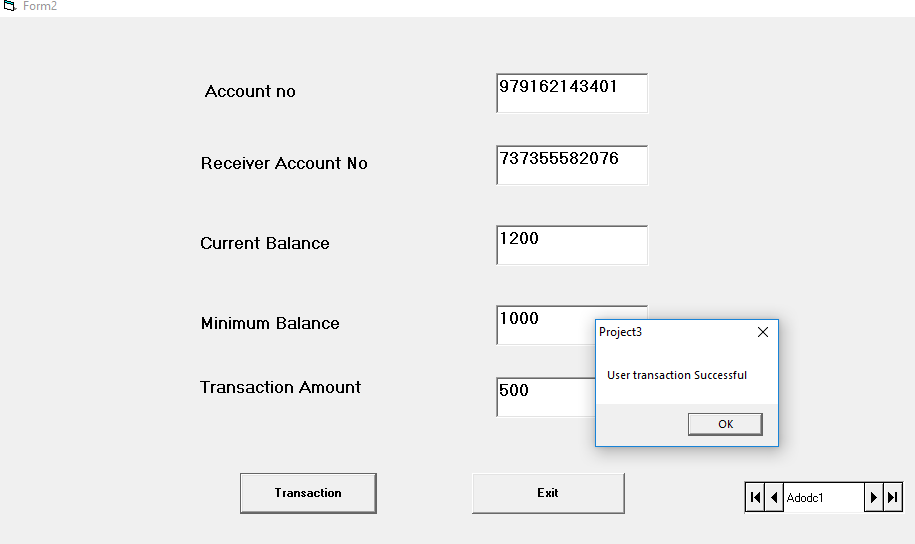 Form2
Account no
979162143401
Receiver Account No
737355582076
Current Balance
1200
Minimum Balance
1000
Project3
User transaction Successful
Transaction Amount
500
OK
Transaction
Exit
Adodc1